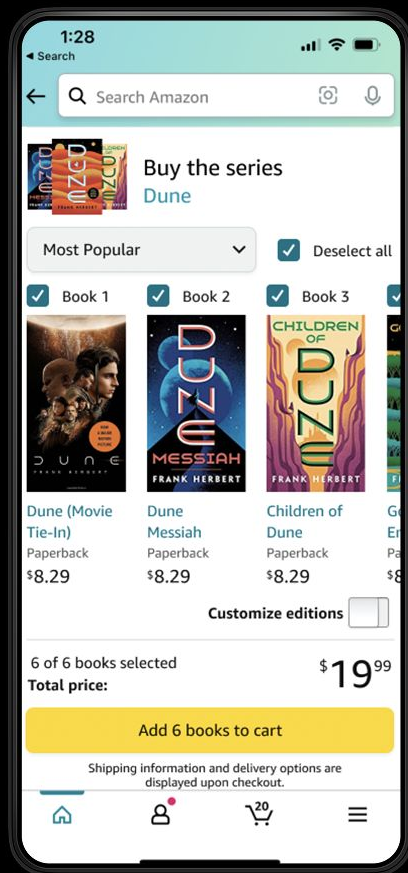 1:28
◀ Search
Search Amazon
Buy the series
Dune
Most Popular
Deselect all
Book 1
Book 2
Book 3
DUNE
FRANK HERBERT
DUNE
MESSIAH
FRANK HERBERT
CHILDREN
OF
DUNE
FRANK HERBERT
Dune (Movie
Tie-In)
Paperback
$8.29
Dune
Messiah
Paperback
$8.29
Children of
Dune
Paperback
$8.29
Customize editions
6 of 6 books selected
Total price:
$19.99
Add 6 books to cart
Shipping information and delivery options are
displayed upon checkout.
20